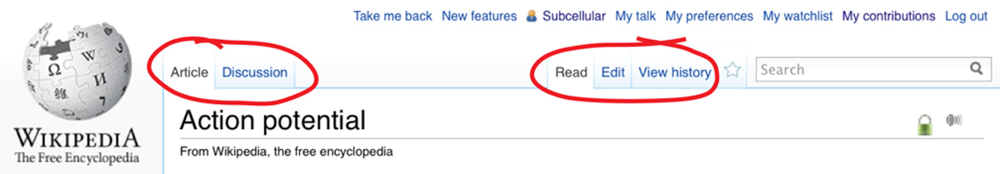 Take me back New features Subcellular My talk My preferences My watchlist My contributions Log out
Article Discussion Read Edit View history Search
Action potential
From Wikipedia, the free encyclopedia
Ω W И 維
WIKIPEDIA
The Free Encyclopedia